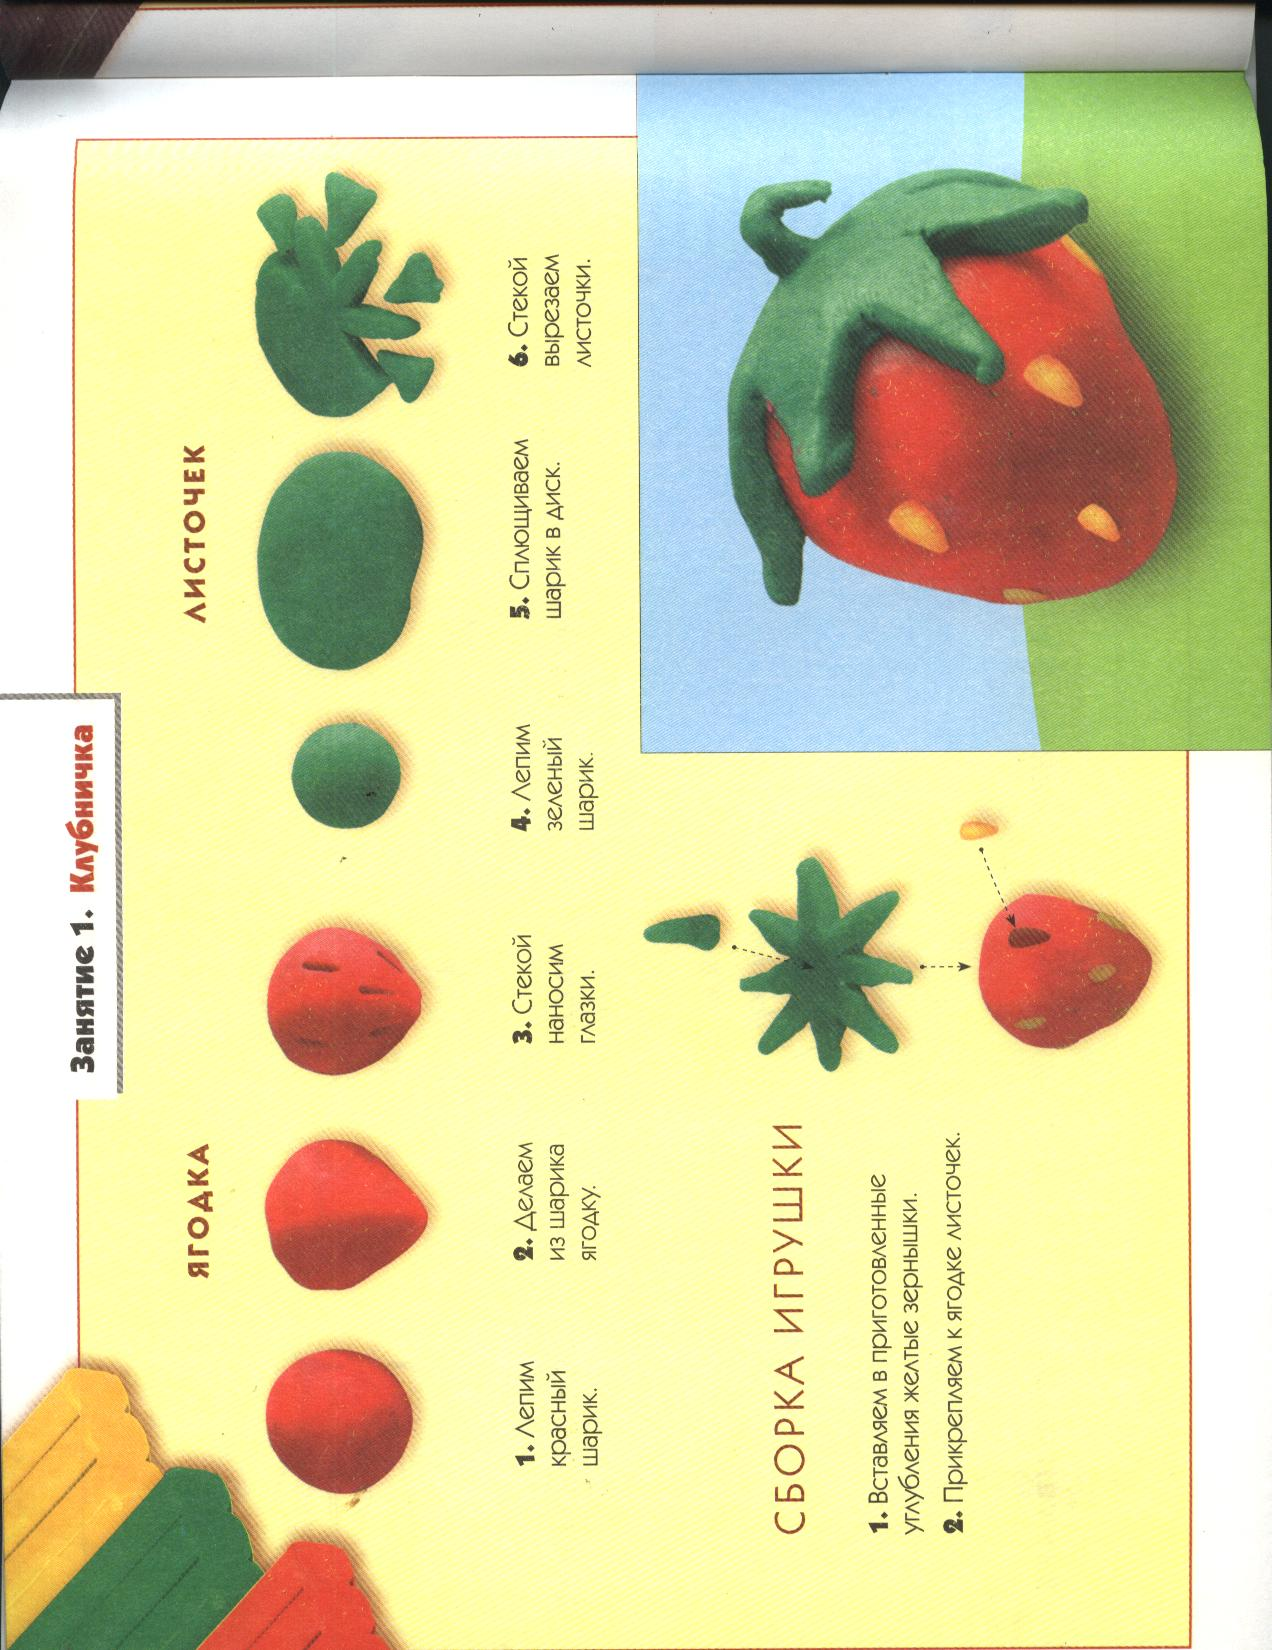 Занятие 1. Клубничка
ЯГОДКА
1. Лепим
красный
шарик.
2. Делаем
из шарика
ягодку.
3. Стекой
наносим
глазки.
ЛИСТОЧЕК
4. Лепим
зеленый
шарик.
5. Сплющиваем
шарик в диск.
6. Стекой
вырезаем
листочки.
СБОРКА ИГРУШКИ
1. Вставляем в приготовленные
углубления желтые зернышки.
2. Прикрепляем к ягодке листочек.